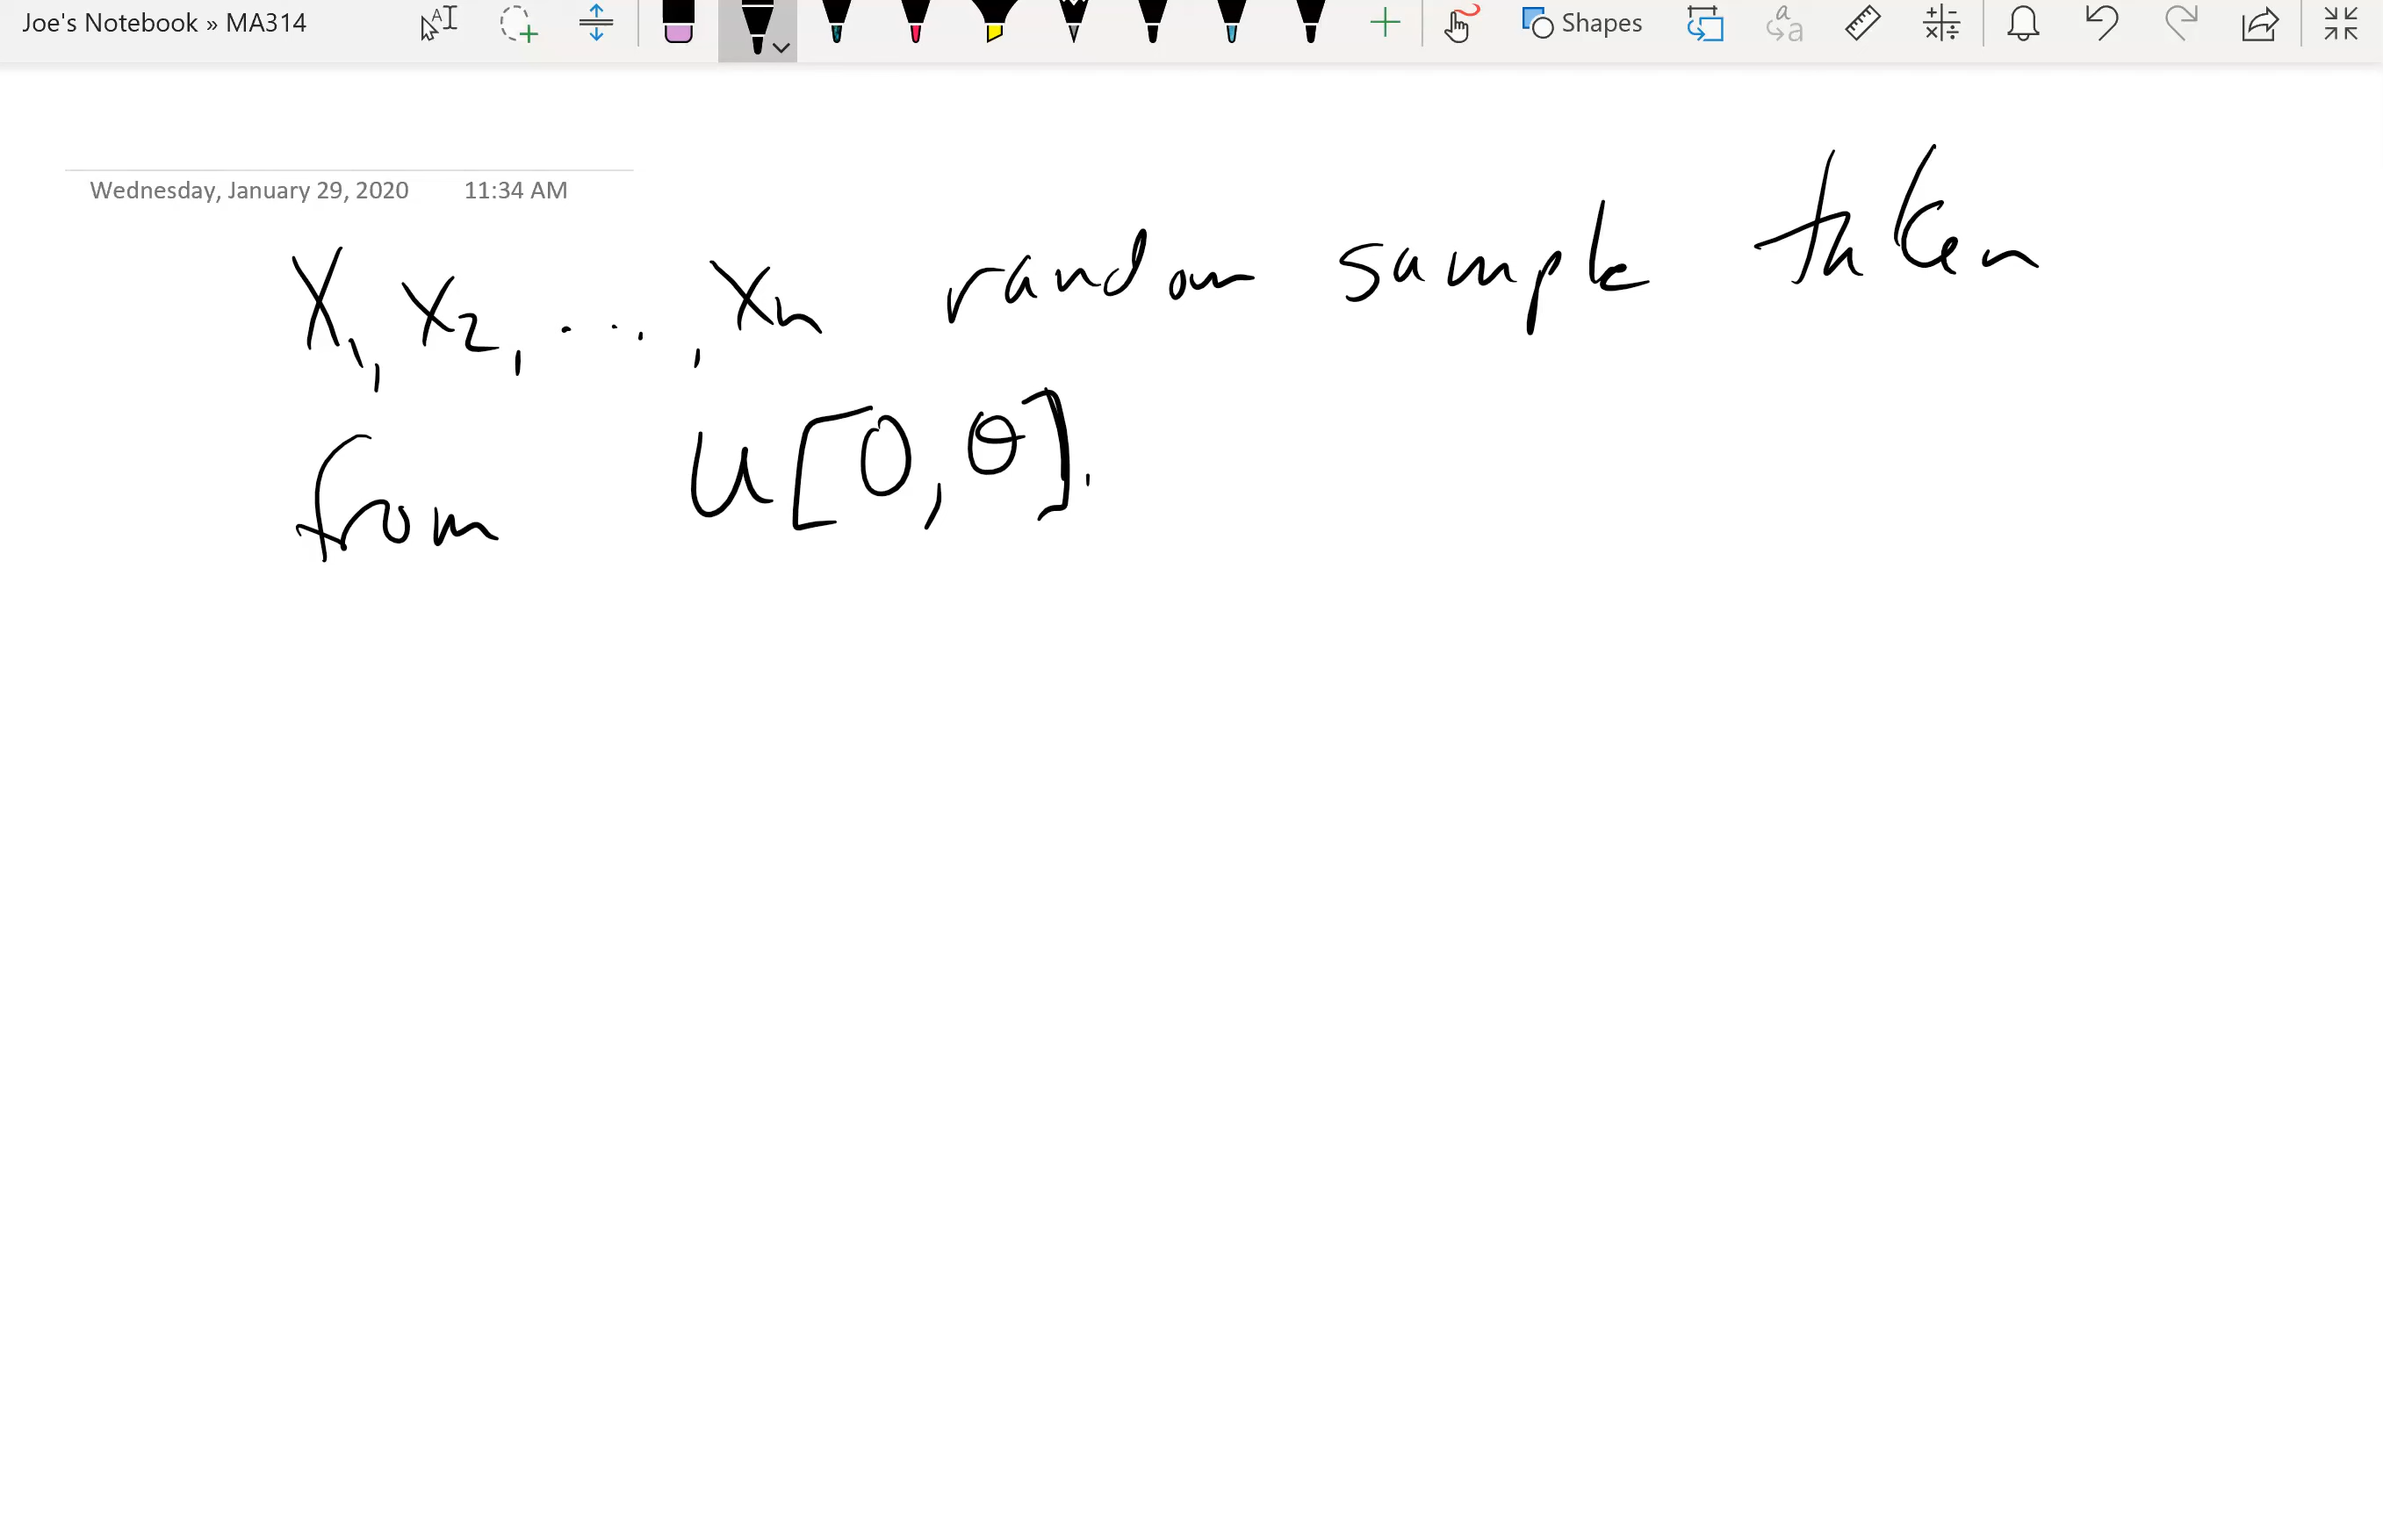 Joe's Notebook » MA314
Shapes
Wednesday, January 29, 2020 11:34 AM
X₁, X₂, ..., Xn random sample taken
from U[0, θ].